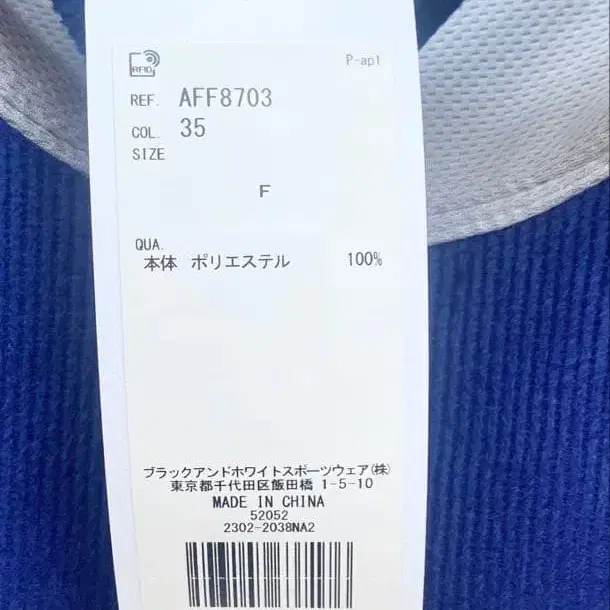 RFID
P-ap1
REF. AFF8703
COL. 35
SIZE
F
QUA.
本体 ポリエステル 100%
ブラックアンドホワイトスポーツウェア(株)
東京都千代田区飯田橋 1-5-10
MADE IN CHINA
52052
2302-2038NA2